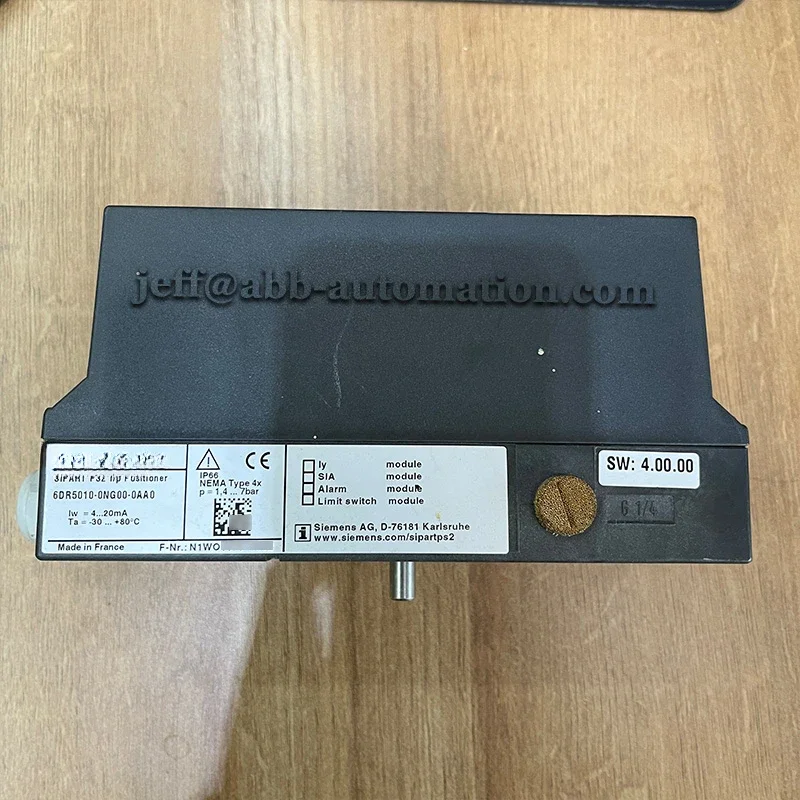 jeff@abb-automation.com
SIPART PS2 i/p Positioner
6DR5010-0NG00-0AA0
Iw = 4...20mA
Ta = -30 ... +80°C
Made in France
F-Nr.: N1WO
CE
IP66
NEMA Type 4x
p = 1,4 ... 7bar
Iy module
SIA module
Alarm module
Limit switch module
i Siemens AG, D-76181 Karlsruhe
www.siemens.com/sipartps2
SW: 4.00.00
6 1/4